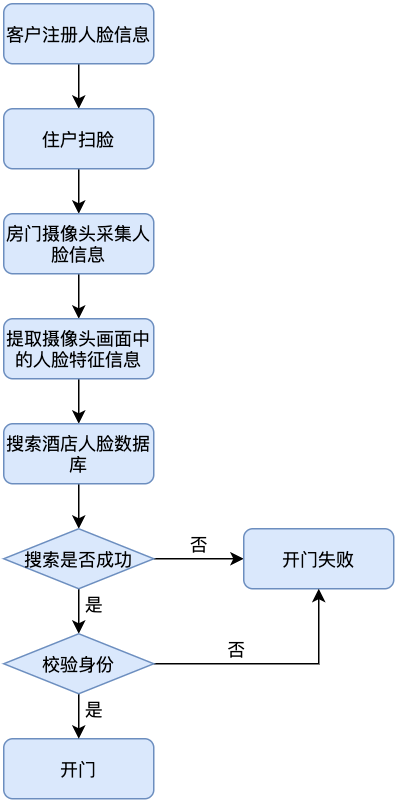 客户注册人脸信息
住户扫脸
房门摄像头采集人
脸信息
提取摄像头画面中
的人脸特征信息
搜索酒店人脸数据
库
搜索是否成功
否
开门失败
是
校验身份
否
是
开门